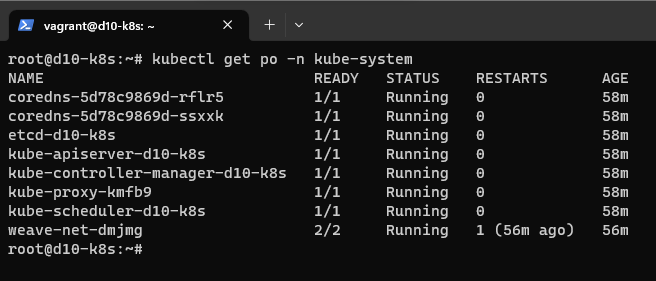 vagrant@d10-k8s: ~
root@d10-k8s:~# kubectl get po -n kube-system
NAME READY STATUS RESTARTS AGE
coredns-5d78c9869d-rflr5 1/1 Running 0 58m
coredns-5d78c9869d-ssxxk 1/1 Running 0 58m
etcd-d10-k8s 1/1 Running 0 58m
kube-apiserver-d10-k8s 1/1 Running 0 58m
kube-controller-manager-d10-k8s 1/1 Running 0 58m
kube-proxy-kmfb9 1/1 Running 0 58m
kube-scheduler-d10-k8s 1/1 Running 0 58m
weave-net-dmjmg 2/2 Running 1 (56m ago) 56m
root@d10-k8s:~#